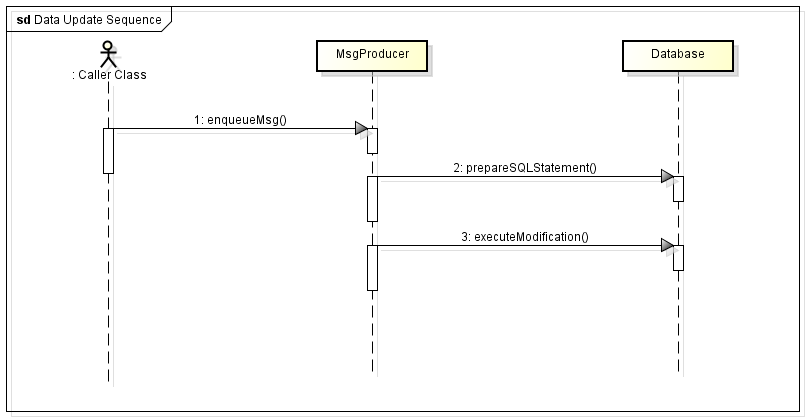 sd Data Update Sequence
MsgProducer
Database
: Caller Class
1: enqueueMsg()
2: prepareSQLStatement()
3: executeModification()